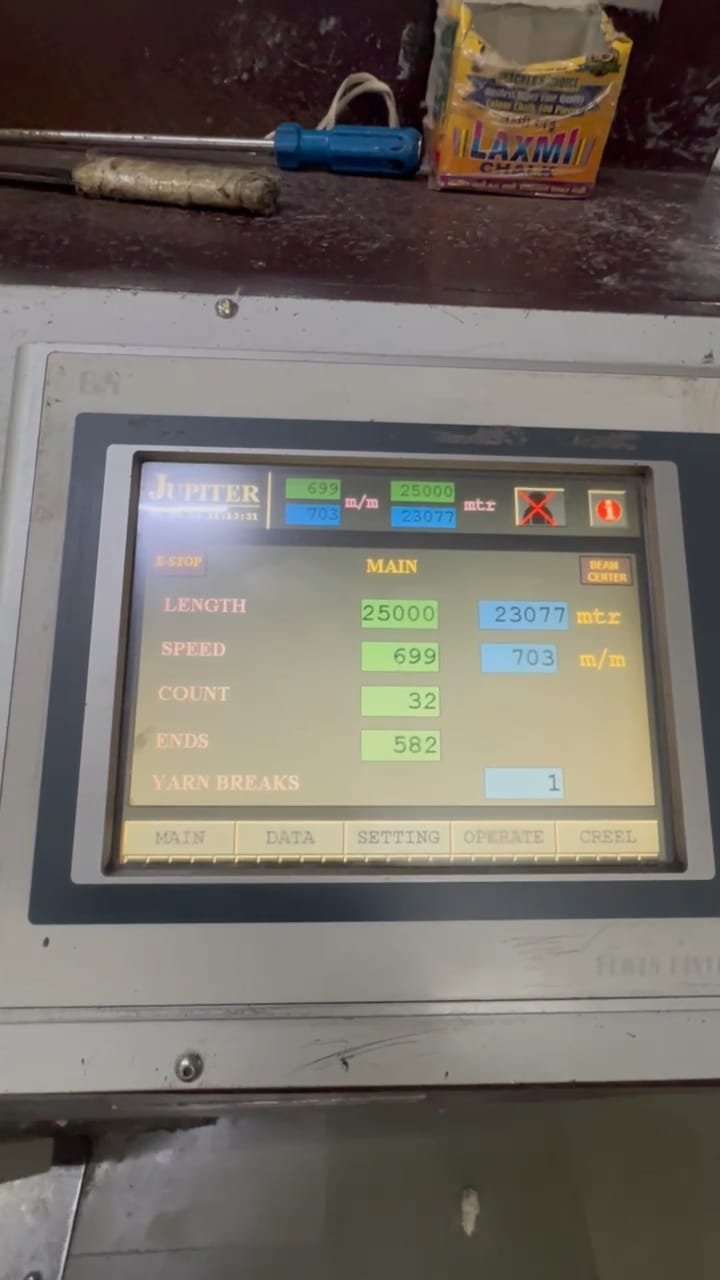 LAXMI
CHALK
JUPITER
699 m/m 25000 mtr
703 23077
E-STOP MAIN BEAM CENTER
LENGTH 25000 23077 mtr
SPEED 699 703 m/m
COUNT 32
ENDS 582
YARN BREAKS 1
MAIN DATA SETTING OPERATE CREEL